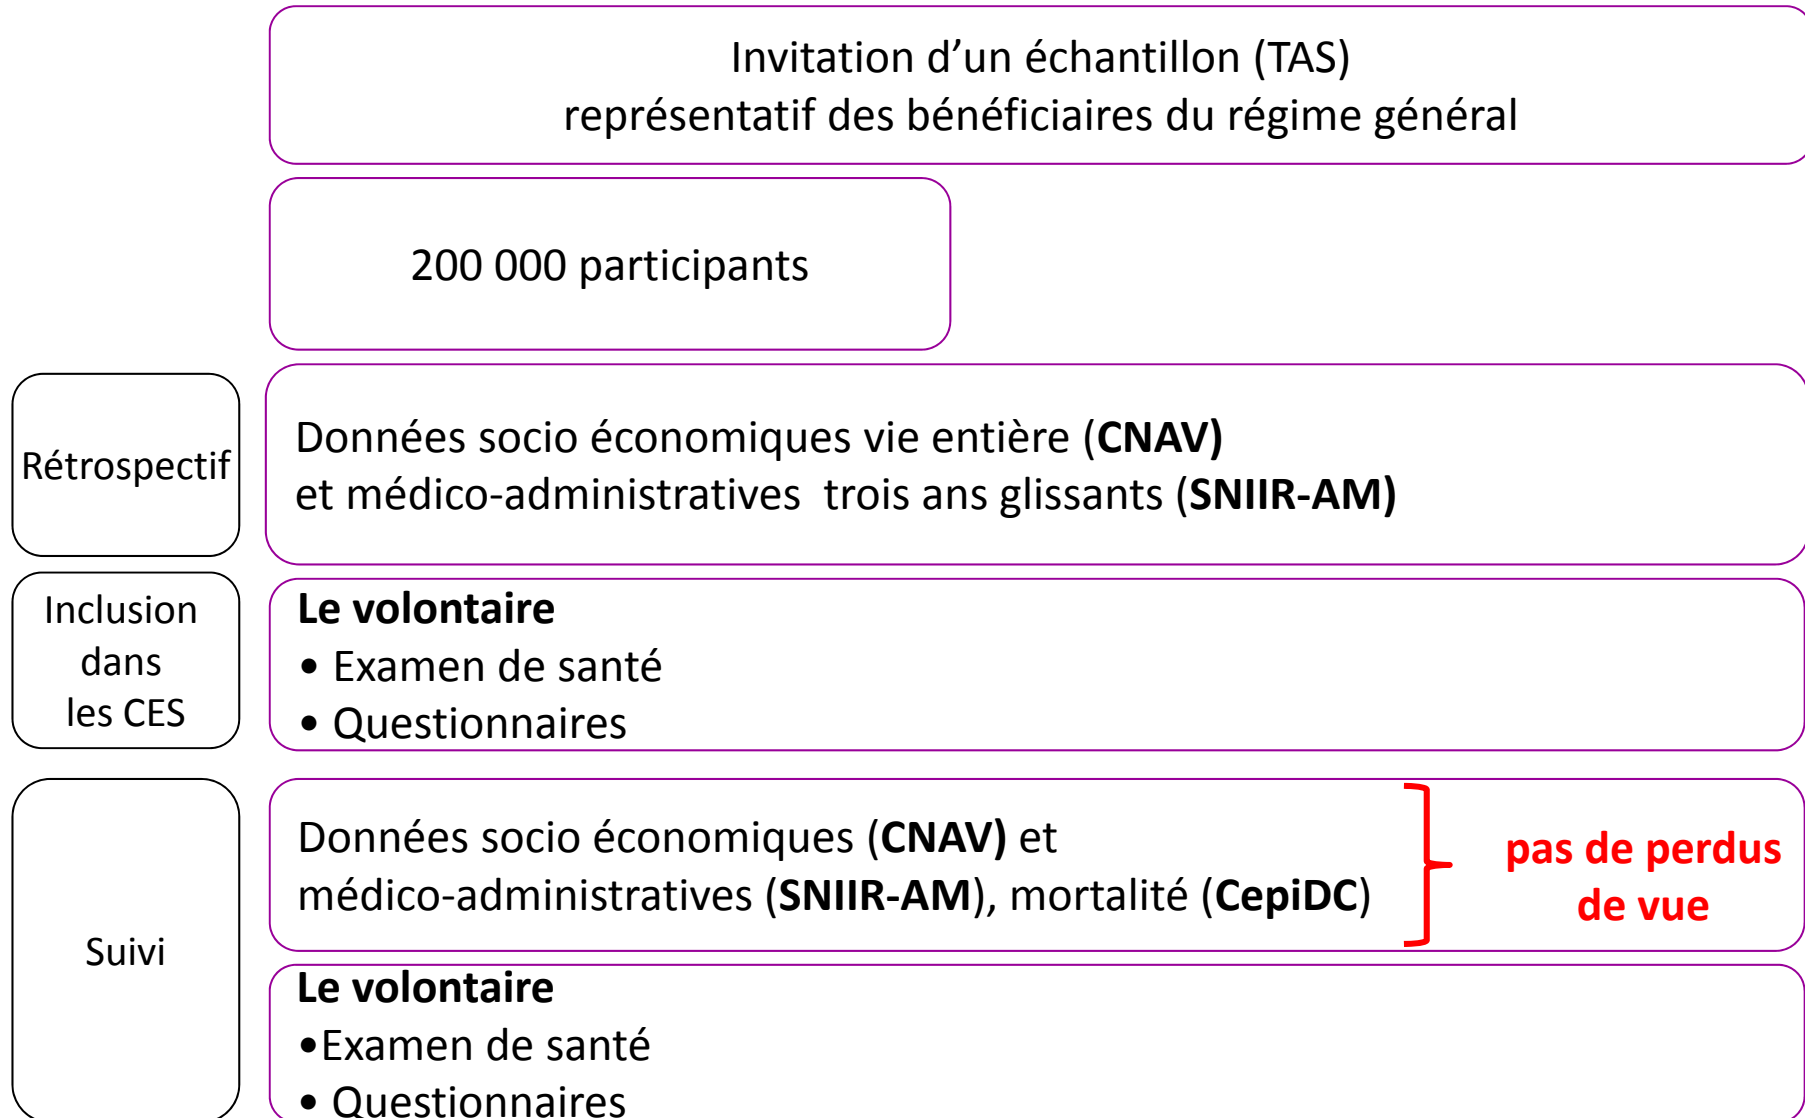 Invitation d’un échantillon (TAS)
représentatif des bénéficiaires du régime général
200 000 participants
Rétrospectif
Données socio économiques vie entière (CNAV)
et médico-administratives  trois ans glissants (SNIIR-AM)
Inclusion
dans
les CES
Le volontaire
• Examen de santé
• Questionnaires
Suivi
Données socio économiques (CNAV) et
médico-administratives (SNIIR-AM), mortalité (CepiDC)
pas de perdus
de vue
Le volontaire
•Examen de santé
• Questionnaires